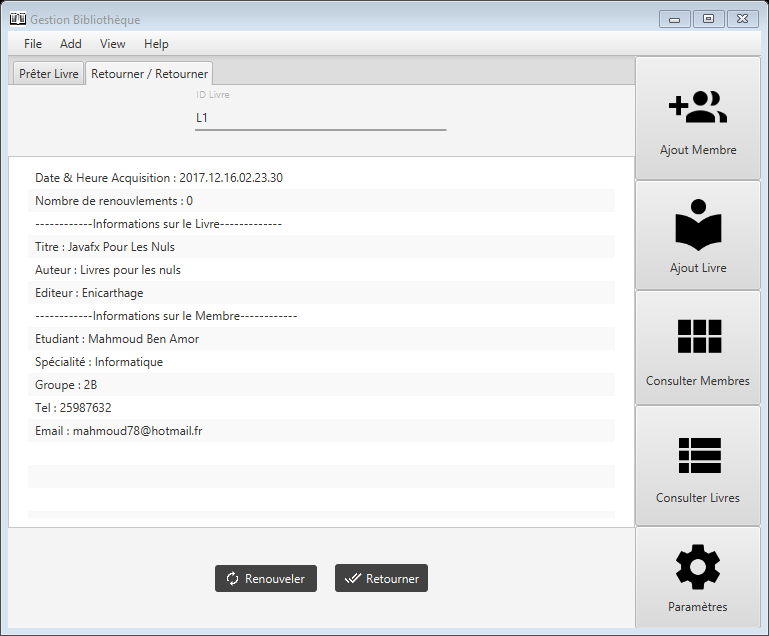 Gestion Bibliothèque
File Add View Help
Prêter Livre Retourner / Retourner
ID Livre
L1
Date & Heure Acquisition : 2017.12.16.02.23.30
Nombre de renouvlements : 0
------------Informations sur le Livre-------------
Titre : Javafx Pour Les Nuls
Auteur : Livres pour les nuls
Editeur : Enicarthage
------------Informations sur le Membre------------
Etudiant : Mahmoud Ben Amor
Spécialité : Informatique
Groupe : 2B
Tel : 25987632
Email : mahmoud78@hotmail.fr
Renouveler Retourner
Ajout Membre
Ajout Livre
Consulter Membres
Consulter Livres
Paramètres